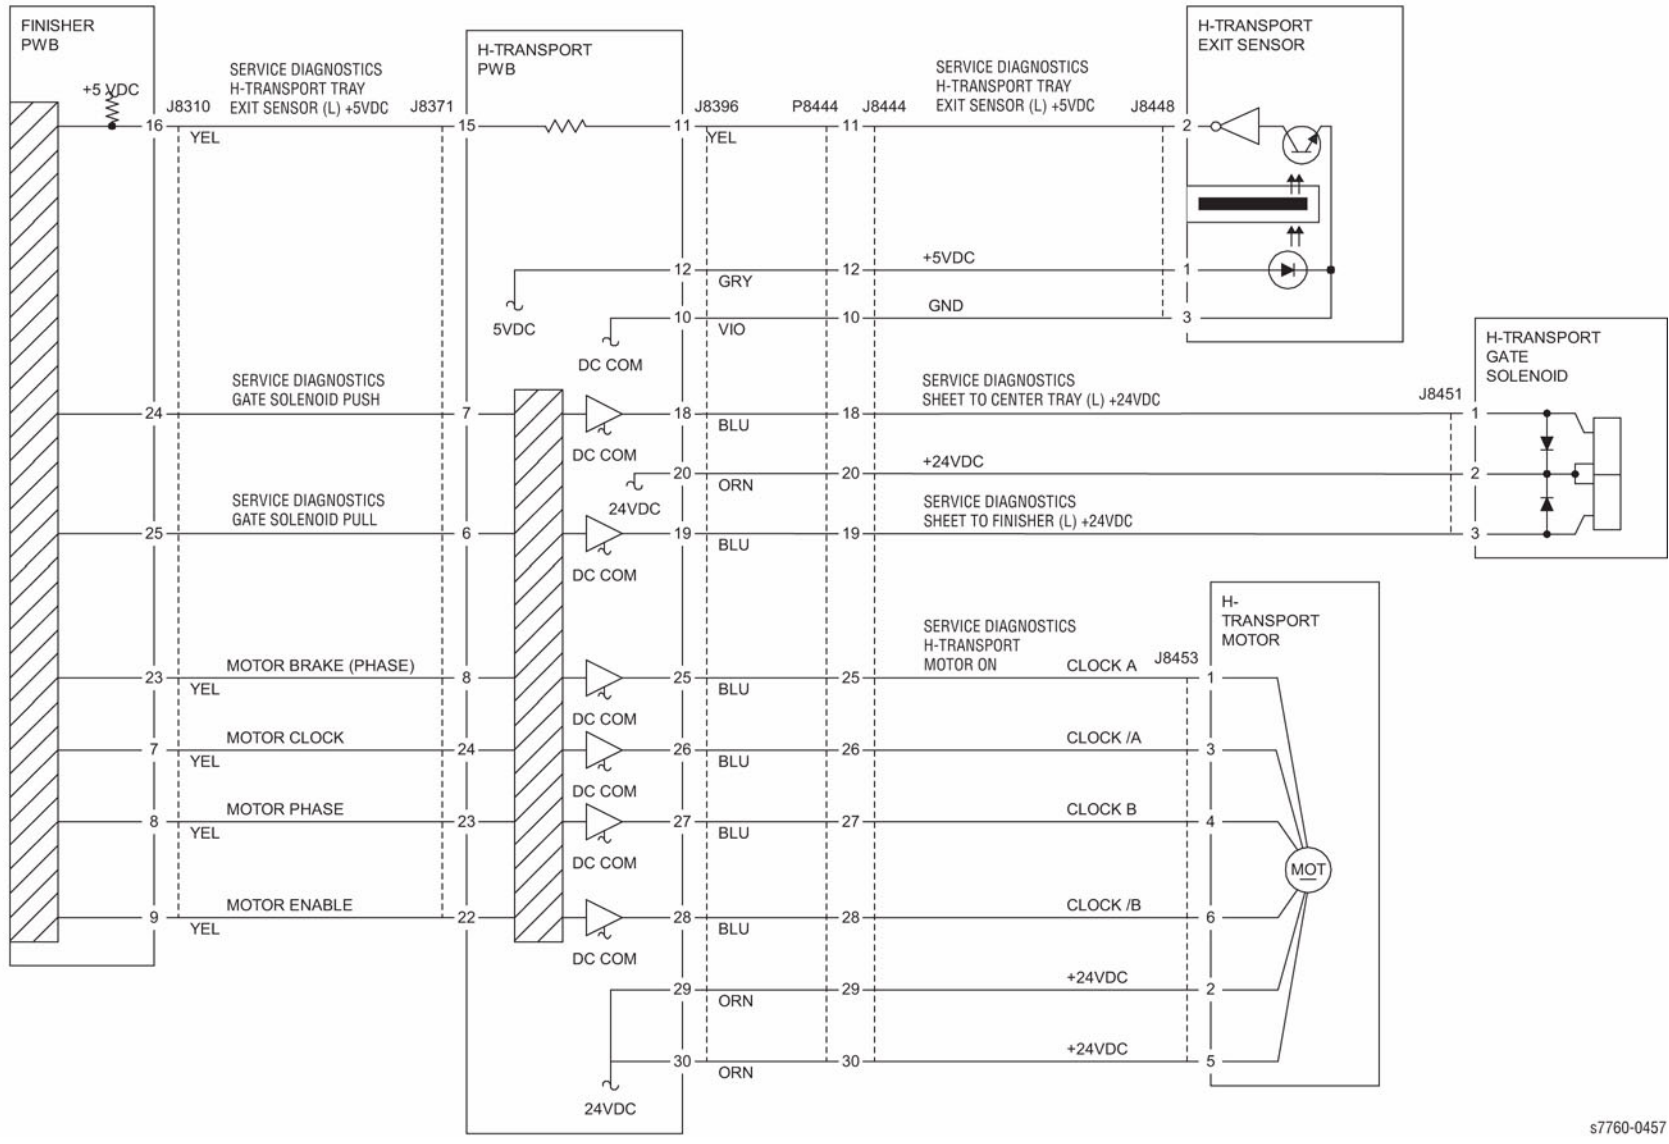 FINISHER
PWB
+5 VDC
J8310
16
YEL
SERVICE DIAGNOSTICS
H-TRANSPORT TRAY
EXIT SENSOR (L) +5VDC
J8371
15
H-TRANSPORT
PWB
J8396
11
YEL
P8444
J8444
11
SERVICE DIAGNOSTICS
H-TRANSPORT TRAY
EXIT SENSOR (L) +5VDC
J8448
2
H-TRANSPORT
EXIT SENSOR
5VDC
12
GRY
12
+5VDC
1
DC COM
10
VIO
10
GND
3
24
SERVICE DIAGNOSTICS
GATE SOLENOID PUSH
7
DC COM
18
BLU
18
SERVICE DIAGNOSTICS
SHEET TO CENTER TRAY (L) +24VDC
J8451
1
H-TRANSPORT
GATE
SOLENOID
24VDC
20
ORN
20
+24VDC
2
25
SERVICE DIAGNOSTICS
GATE SOLENOID PULL
6
DC COM
19
BLU
19
SERVICE DIAGNOSTICS
SHEET TO FINISHER (L) +24VDC
3
23
YEL
MOTOR BRAKE (PHASE)
8
DC COM
25
BLU
25
SERVICE DIAGNOSTICS
H-TRANSPORT
MOTOR ON
CLOCK A
J8453
1
H-
TRANSPORT
MOTOR
7
YEL
MOTOR CLOCK
24
DC COM
26
BLU
26
CLOCK /A
3
8
YEL
MOTOR PHASE
23
DC COM
27
BLU
27
CLOCK B
4
MOT
9
YEL
MOTOR ENABLE
22
DC COM
28
BLU
28
CLOCK /B
6
29
ORN
29
+24VDC
2
24VDC
30
ORN
30
+24VDC
5
s7760-0457